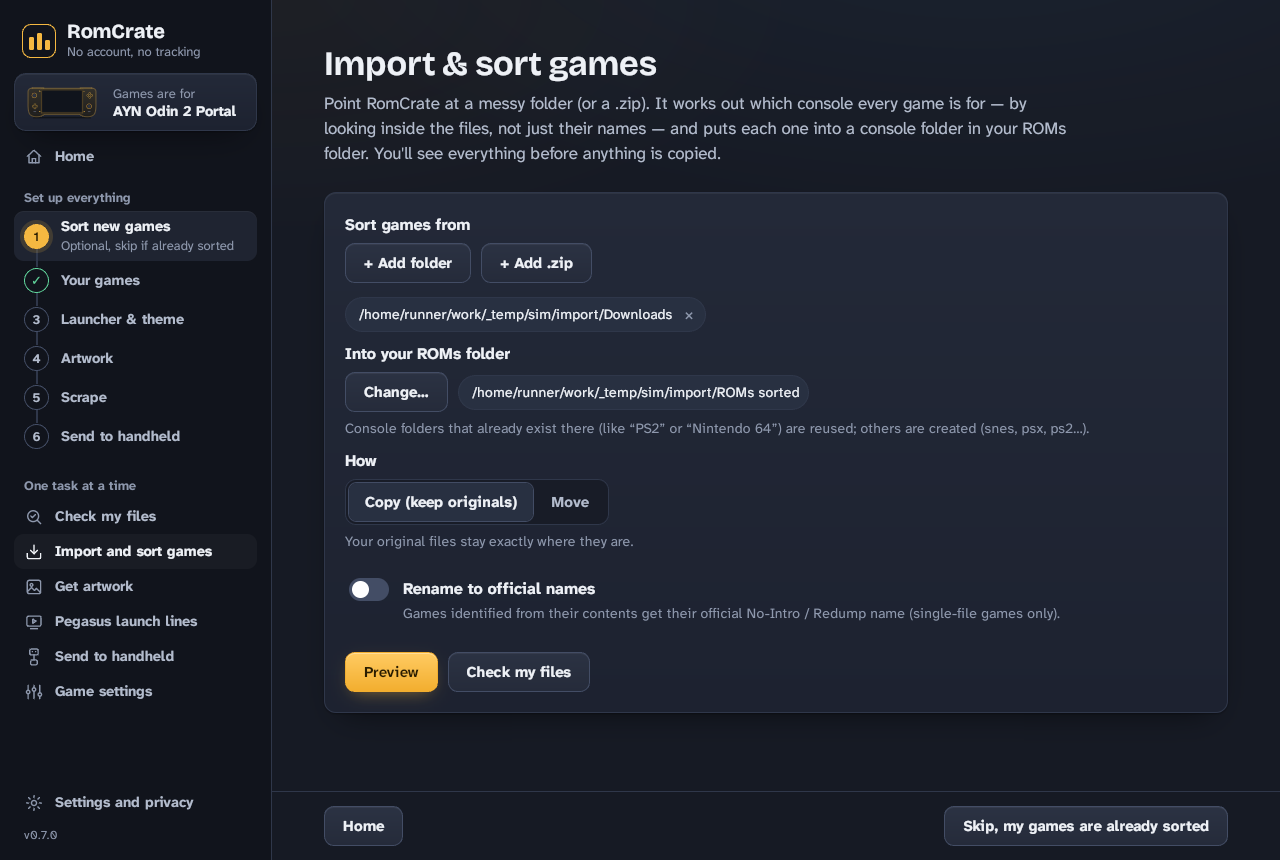 RomCrate
No account, no tracking
Games are for
AYN Odin 2 Portal
Home
Set up everything
1
Sort new games
Optional, skip if already sorted
✓
Your games
3
Launcher & theme
4
Artwork
5
Scrape
6
Send to handheld
One task at a time
Check my files
Import and sort games
Get artwork
Pegasus launch lines
Send to handheld
Game settings
Settings and privacy
v0.7.0
Import & sort games
Point RomCrate at a messy folder (or a .zip). It works out which console every game is for — by
looking inside the files, not just their names — and puts each one into a console folder in your ROMs
folder. You'll see everything before anything is copied.
Sort games from
+ Add folder
+ Add .zip
/home/runner/work/_temp/sim/import/Downloads ×
Into your ROMs folder
Change...
/home/runner/work/_temp/sim/import/ROMs sorted
Console folders that already exist there (like “PS2” or “Nintendo 64”) are reused; others are created (snes, psx, ps2...).
How
Copy (keep originals)
Move
Your original files stay exactly where they are.
Rename to official names
Games identified from their contents get their official No-Intro / Redump name (single-file games only).
Preview
Check my files
Home
Skip, my games are already sorted